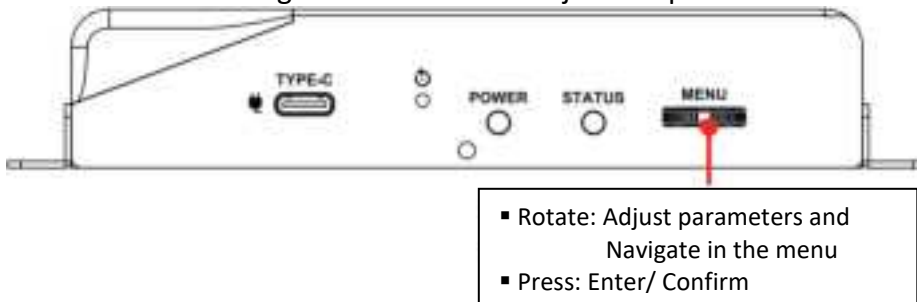 TYPE-C
POWER
STATUS
MENU
▪ Rotate: Adjust parameters and
Navigate in the menu
▪ Press: Enter/ Confirm